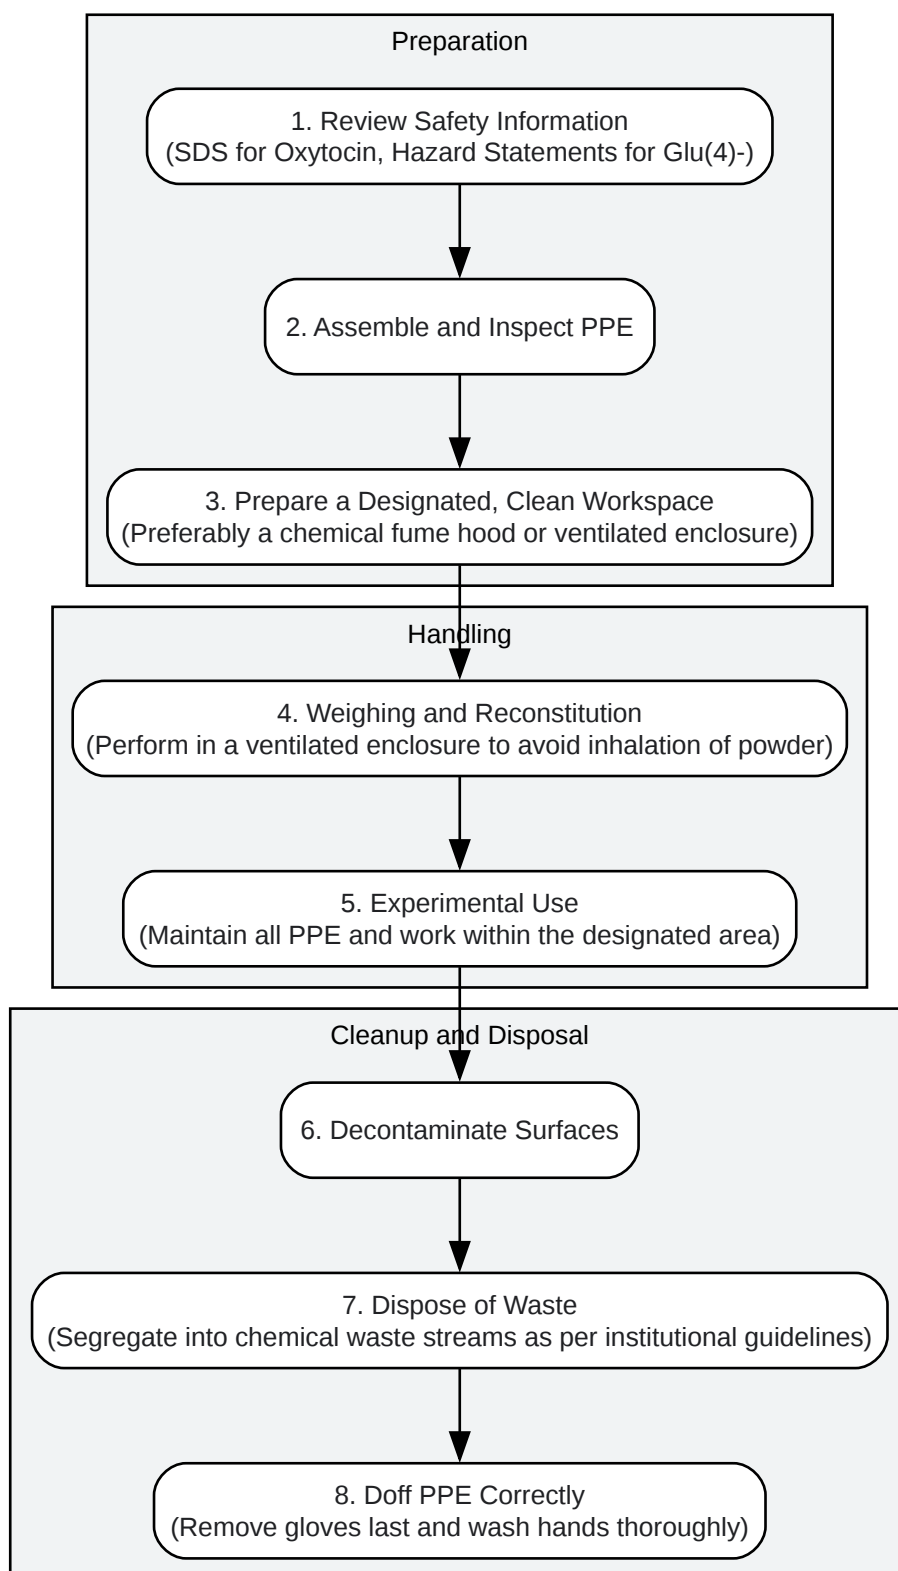 Preparation
1. Review Safety Information
(SDS for Oxytocin, Hazard Statements for Glu(4)-)
2. Assemble and Inspect PPE
3. Prepare a Designated, Clean Workspace
(Preferably a chemical fume hood or ventilated enclosure)
Handling
4. Weighing and Reconstitution
(Perform in a ventilated enclosure to avoid inhalation of powder)
5. Experimental Use
(Maintain all PPE and work within the designated area)
Cleanup and Disposal
6. Decontaminate Surfaces
7. Dispose of Waste
(Segregate into chemical waste streams as per institutional guidelines)
8. Doff PPE Correctly
(Remove gloves last and wash hands thoroughly)